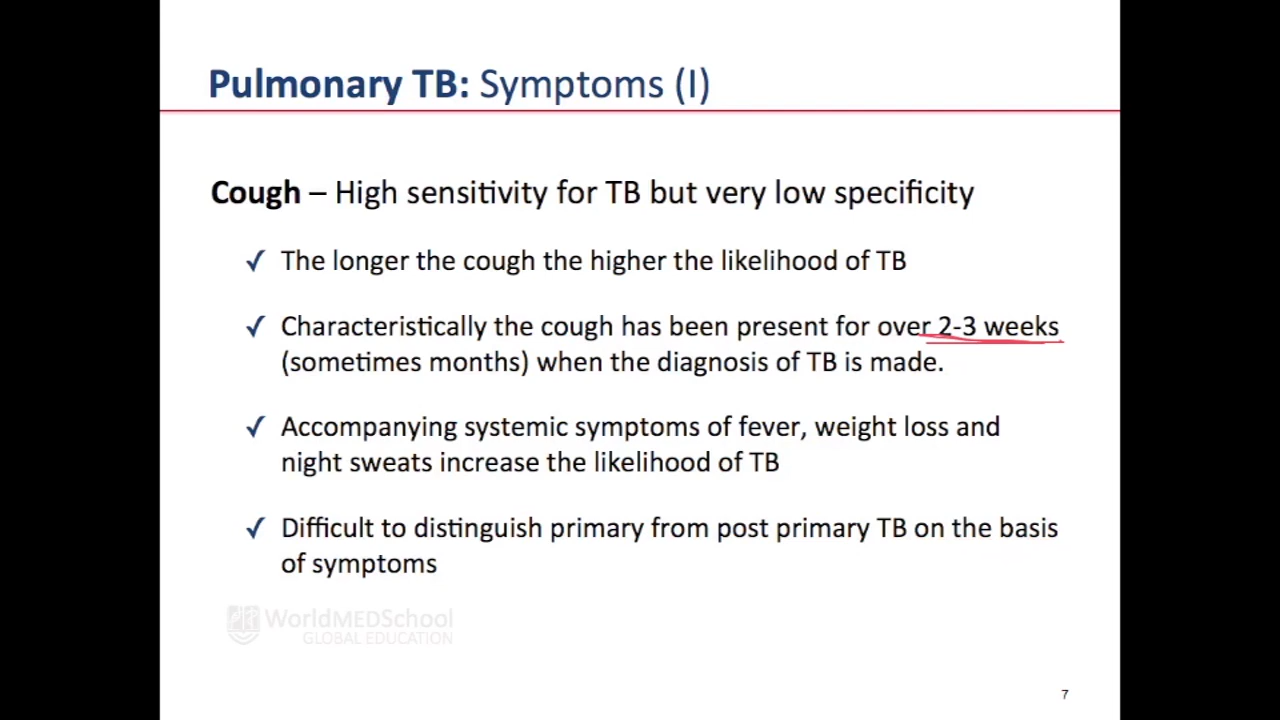 Pulmonary TB: Symptoms (I)
Cough – High sensitivity for TB but very low specificity
✓ The longer the cough the higher the likelihood of TB
✓ Characteristically the cough has been present for over 2-3 weeks
(sometimes months) when the diagnosis of TB is made.
✓ Accompanying systemic symptoms of fever, weight loss and
night sweats increase the likelihood of TB
✓ Difficult to distinguish primary from post primary TB on the basis
of symptoms
WorldMEDSchool
GLOBAL EDUCATION
7